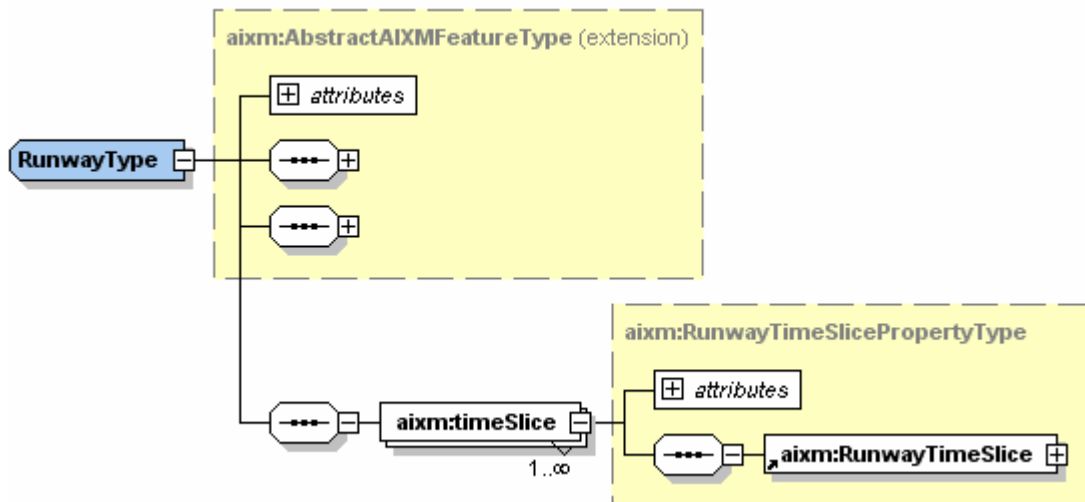 aixm:AbstractAIXMFeatureType (extension)
attributes
RunwayType
aixm:RunwayTimeSlicePropertyType
attributes
aixm:timeSlice
1..∞
aixm:RunwayTimeSlice